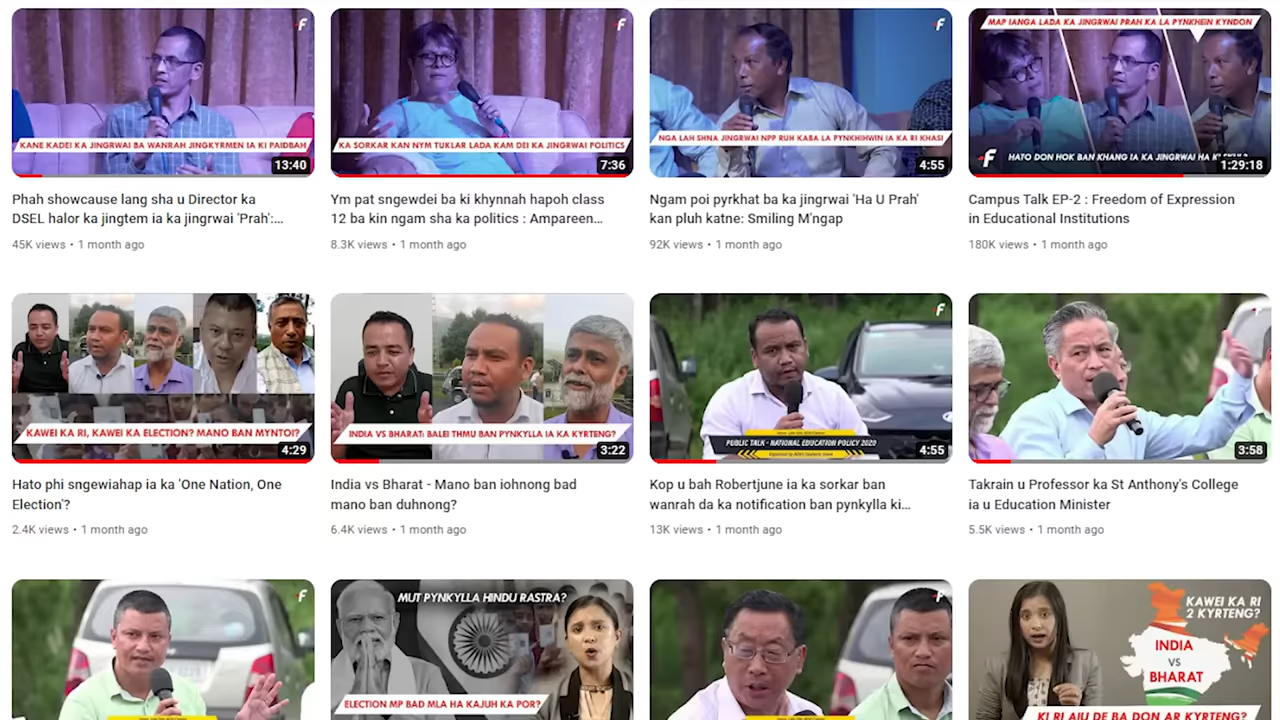 KANE KADEI KA JINGRWAI BA WANRAH JINGKYRMEN IA KI PAIDBAH
13:40
Phah showcause lang sha u Director ka
DSEL halor ka jingtem ia ka jingrwai 'Prah':...
45K views • 1 month ago
KA SORKAR KAN NYM TUKLAR LADA KAM DEI KA JINGRWAI POLITICS
7:36
Ym pat sngewdei ba ki khynnah hapoh class
12 ba kin ngam sha ka politics : Ampareen...
8.3K views • 1 month ago
NGA LAH SHNA JINGRWAI NPP RUH KABA LA PYNKHIHWIN IA KA RI KHASI
4:55
Ngam poi pyrkhat ba ka jingrwai 'Ha U Prah'
kan pluh katne: Smiling M'ngap
92K views • 1 month ago
MAP IANGA LADA KA JINGRWAI PRAH KA LA PYNKHEIN KYNDON
HATO DON HOK BAN KHANG IA KA JINGRWAI HA
1:29:18
Campus Talk EP-2 : Freedom of Expression
in Educational Institutions
180K views • 1 month ago
KAWEI KA RI, KAWEI KA ELECTION? MANO BAN MYNTOI?
4:29
Hato phi sngewiahap ia ka 'One Nation, One
Election'?
2.4K views • 1 month ago
INDIA VS BHARAT: BALEI THMU BAN PYNKYLLA IA KA KYRTENG?
3:22
India vs Bharat - Mano ban iohnong bad
mano ban duhnong?
6.4K views • 1 month ago
PUBLIC TALK - NATIONAL EDUCATION POLICY 2020
4:55
Kop u bah Robertjune ia ka sorkar ban
wanrah da ka notification ban pynkylla ki...
13K views • 1 month ago
3:58
Takrain u Professor ka St Anthony's College
ia u Education Minister
5.5K views • 1 month ago
MUT PYNKYLLA HINDU RASTRA?
ELECTION MP BAD MLA HA KAJUH KA POR?
KAWEI KA RI
2 KYRTENG?
INDIA
VS
BHARAT
KI RI AIU DE BA DON AR KYRTENG?